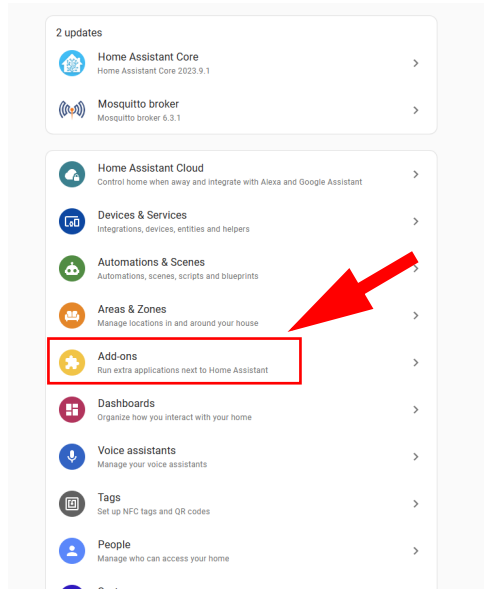 2 updates
Home Assistant Core
Home Assistant Core 2023.9.1
Mosquitto broker
Mosquitto broker 6.3.1
Home Assistant Cloud
Control home when away and integrate with Alexa and Google Assistant
Devices & Services
Integrations, devices, entities and helpers
Automations & Scenes
Automations, scenes, scripts and blueprints
Areas & Zones
Manage locations in and around your house
Add-ons
Run extra applications next to Home Assistant
Dashboards
Organize how you interact with your home
Voice assistants
Manage your voice assistants
Tags
Set up NFC tags and QR codes
People
Manage who can access your home